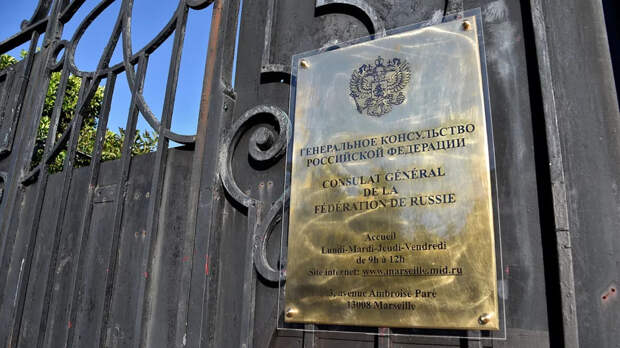 ГЕНЕРАЛЬНОЕ КОНСУЛЬСТВО
РОССИЙСКОЙ ФЕДЕРАЦИИ
CONSULAT GÉNÉRAL
DE LA
FÉDÉRATION DE RUSSIE
Accueil
Lundi-Mardi-Jeudi-Vendredi
de 9h à 12h
Site internet: www.marseille.mid.ru
3, avenue Ambroise Paré
13008 Marseille